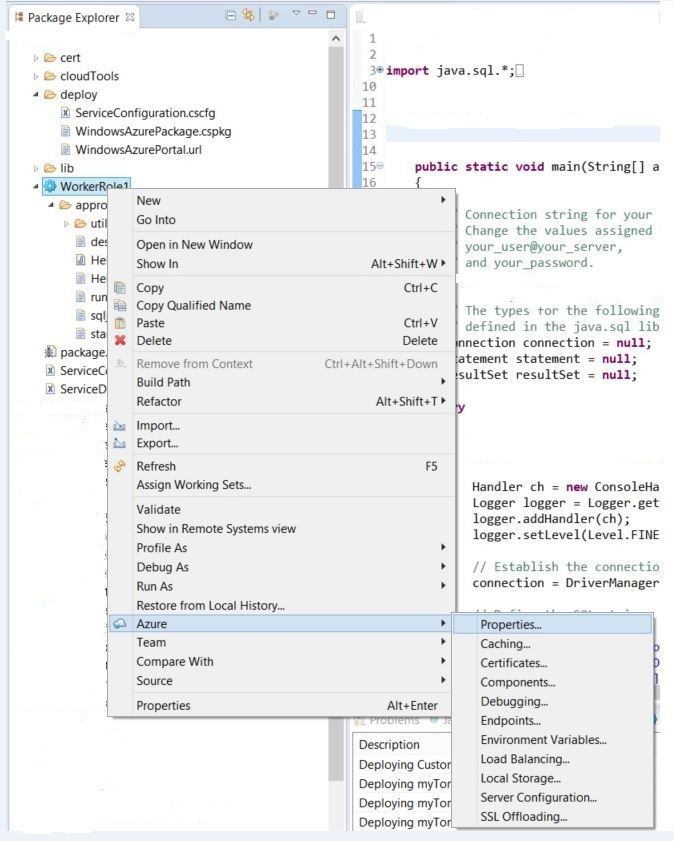 Package Explorer
cert
cloudTools
deploy
ServiceConfiguration.cscfg
WindowsAzurePackage.cspkg
WindowsAzurePortal.url
lib
WorkerRole1
appro
util
des
He
He
run
sql
sta
package.
ServiceCo
ServiceD
New
Go Into
Open in New Window
Show In Alt+Shift+W
Copy Ctrl+C
Copy Qualified Name
Paste Ctrl+V
Delete Delete
Remove from Context Ctrl+Alt+Shift+Down
Build Path
Refactor Alt+Shift+T
Import...
Export...
Refresh F5
Assign Working Sets...
Validate
Show in Remote Systems view
Profile As
Debug As
Run As
Restore from Local History...
Azure
Team
Compare With
Source
Properties Alt+Enter
Properties...
Caching...
Certificates...
Components...
Debugging...
Endpoints...
Environment Variables...
Load Balancing...
Local Storage...
Server Configuration...
SSL Offloading...
1
2
3 import java.sql.*;
10
11
12
13
14
15 public static void main(String[] a
16 {
Connection string for your
Change the values assigned
your_user@your_server,
and your_password.
The types for the following
defined in the java.sql lib
onnection connection = null;
tatement statement = null;
esultSet resultSet = null;
ry
Handler ch = new ConsoleHa
Logger logger = Logger.get
logger.addHandler(ch);
logger.setLevel(Level.FINE
// Establish the connectio
connection = DriverManager
Problems
Description
Deploying Custor
Deploying myTor
Deploying myTor
Deploying myTor